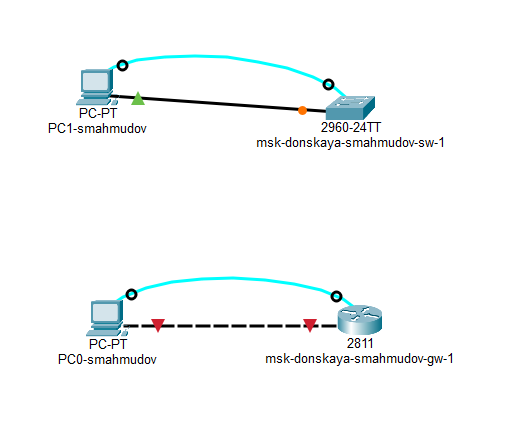 PC-PT
PC1-smahmudov
2960-24TT
msk-donskaya-smahmudov-sw-1
PC-PT
PC0-smahmudov
2811
msk-donskaya-smahmudov-gw-1